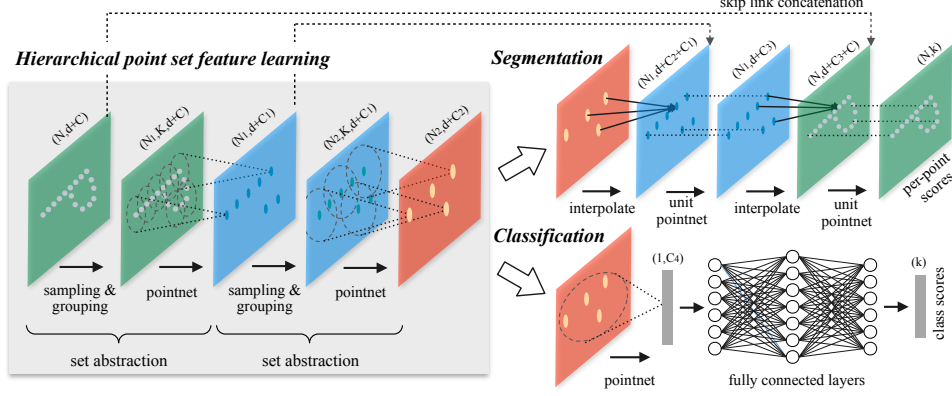 skip link concatenation
Hierarchical point set feature learning
(N,d+C)
(N1,K,d+C)
(N1,d+C1)
(N2,K,d+C1)
(N2,d+C2)
sampling &
grouping
pointnet
sampling &
grouping
pointnet
set abstraction
set abstraction
Segmentation
(N1,d+C2+C1)
(N1,d+C3)
(N,d+C3+C)
(N,k)
per-point
scores
interpolate
unit
pointnet
interpolate
unit
pointnet
Classification
(1,C4)
(k)
class scores
pointnet
fully connected layers